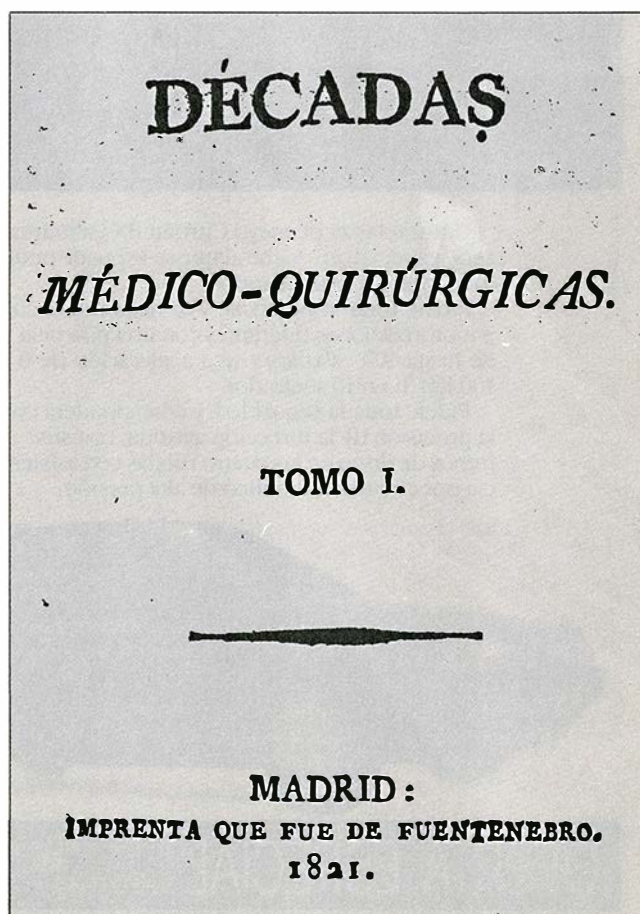 DÉCADAS
MÉDICO-QUIRÚRGICAS.
TOMO I.
MADRID:
IMPRENTA QUE FUE DE FUENTENEBRO.
1821.